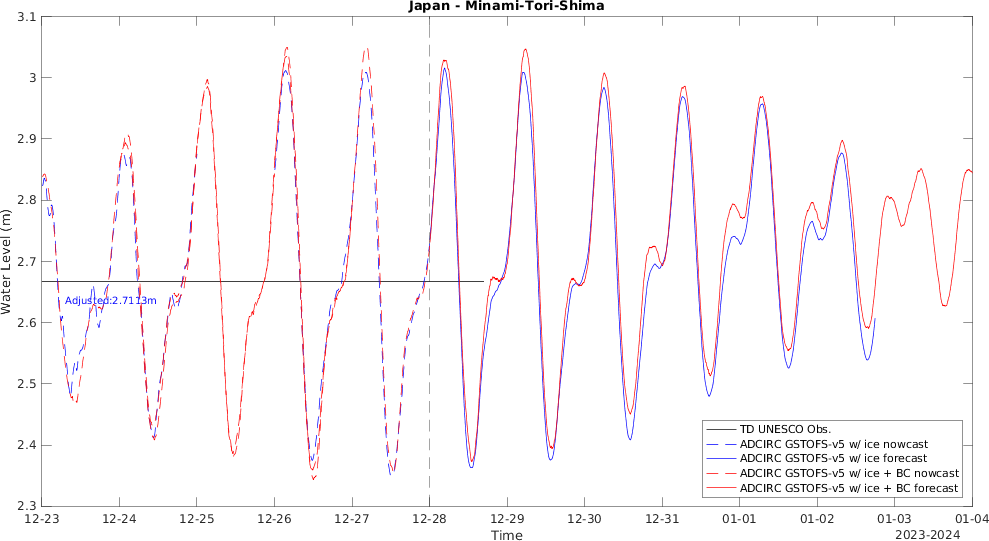 Japan - Minami-Tori-Shima
3.1
3
2.9
2.8
2.7
2.6
2.5
2.4
2.3
Water Level (m)
Adjusted:2.7113m
TD UNESCO Obs.
ADCIRC GSTOFS-v5 w/ ice nowcast
ADCIRC GSTOFS-v5 w/ ice forecast
ADCIRC GSTOFS-v5 w/ ice + BC nowcast
ADCIRC GSTOFS-v5 w/ ice + BC forecast
12-23 12-24 12-25 12-26 12-27 12-28 12-29 12-30 12-31 01-01 01-02 01-03 01-04
Time
2023-2024